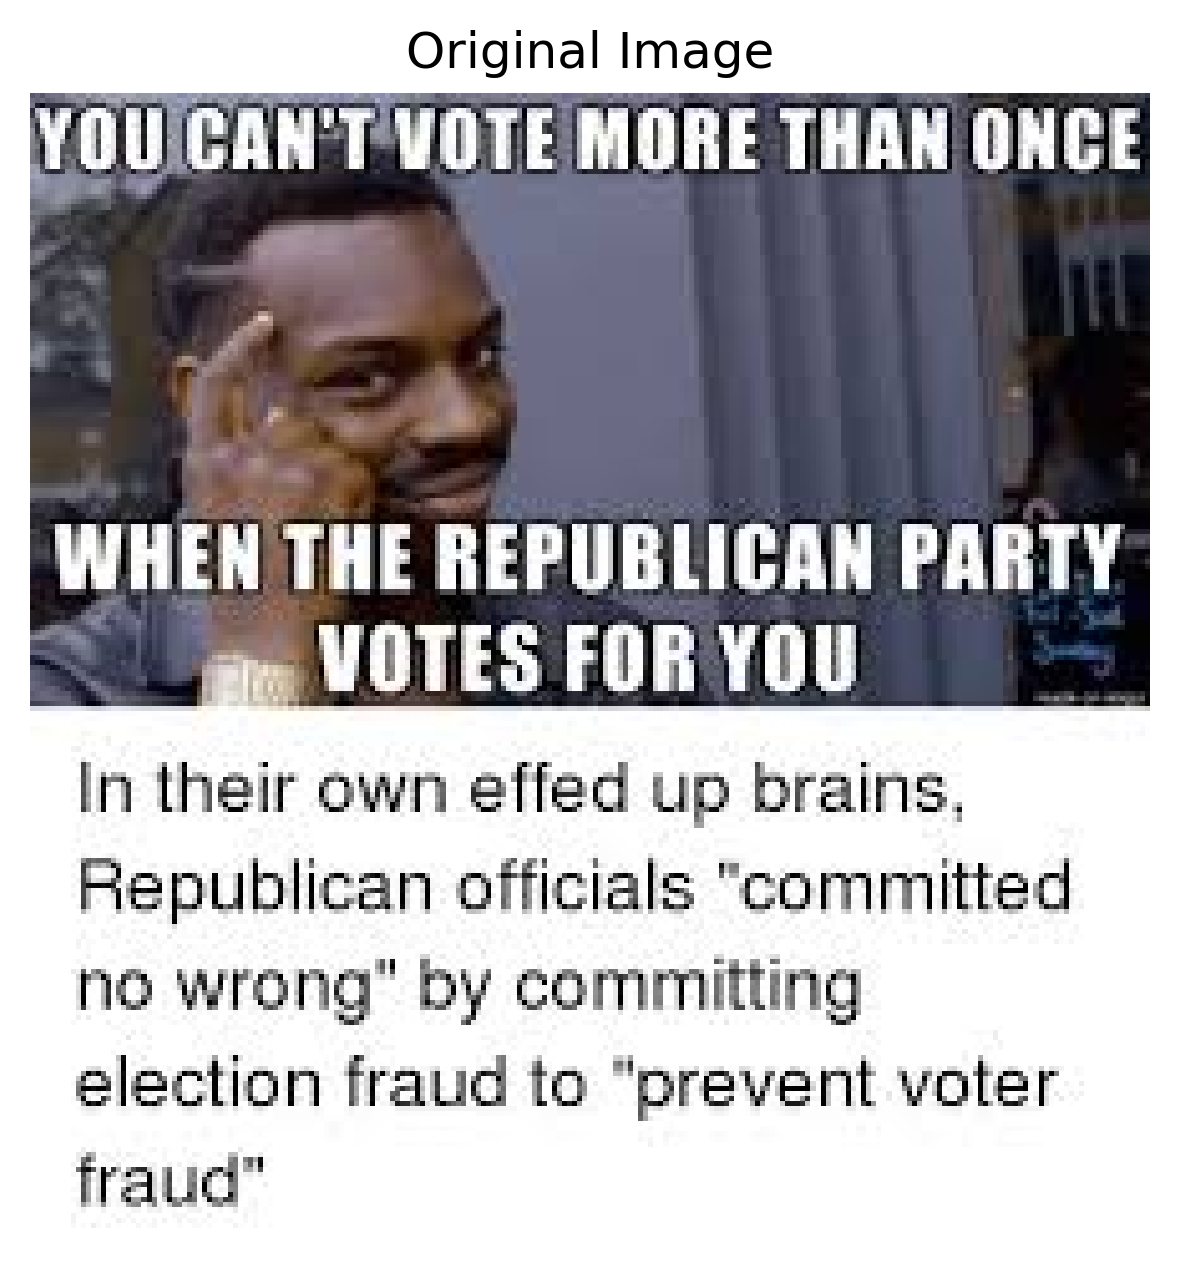 Original Image
YOU CAN'T VOTE MORE THAN ONCE
WHEN THE REPUBLICAN PARTY
VOTES FOR YOU
In their own effed up brains,
Republican officials "committed
no wrong" by committing
election fraud to "prevent voter
fraud"